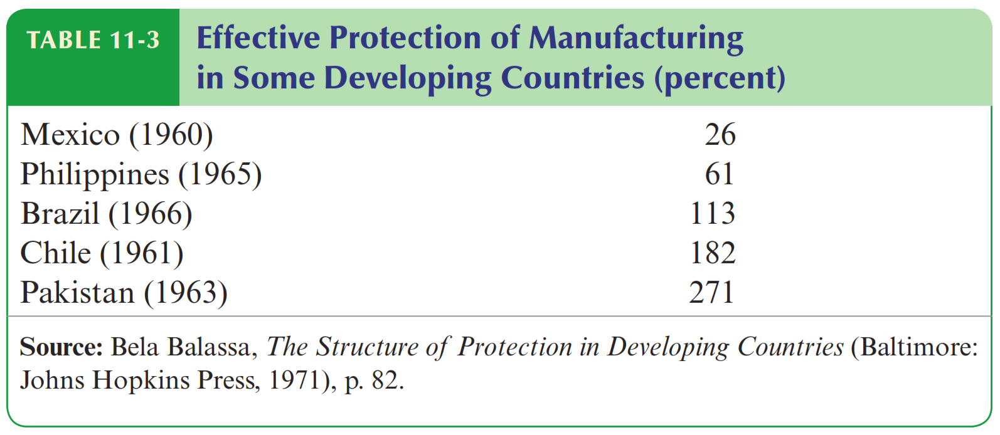 TABLE 11-3
Effective Protection of Manufacturing
in Some Developing Countries (percent)
Mexico (1960) 26
Philippines (1965) 61
Brazil (1966) 113
Chile (1961) 182
Pakistan (1963) 271
Source: Bela Balassa, The Structure of Protection in Developing Countries (Baltimore:
Johns Hopkins Press, 1971), p. 82.